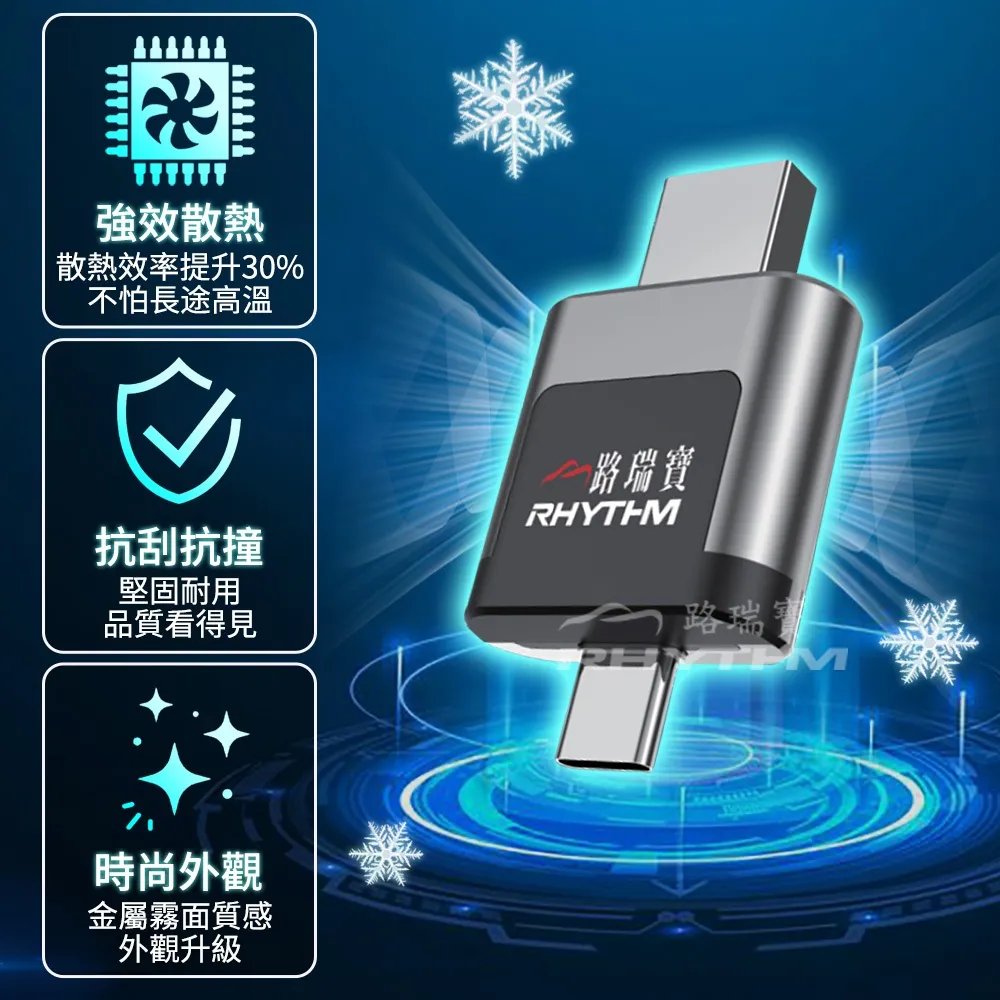 強效散熱
散熱效率提升30%
不怕長途高溫
抗刮抗撞
堅固耐用
品質看得見
時尚外觀
金屬霧面質感
外觀升級
路瑞寶
RHYTHM
路瑞寶
RHYTHM